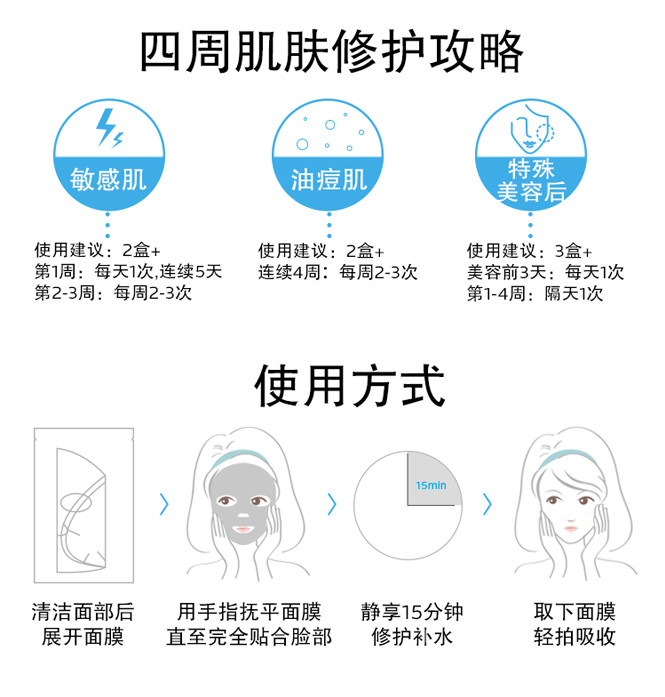 四周肌肤修护攻略
敏感肌
油痘肌
特殊
美容后
使用建议：2盒+
第1周：每天1次,连续5天
第2-3周：每周2-3次
使用建议：2盒+
连续4周：每周2-3次
使用建议：3盒+
美容前3天：每天1次
第1-4周：隔天1次
使用方式
15min
清洁面部后
展开面膜
用手指抚平面膜
直至完全贴合脸部
静享15分钟
修护补水
取下面膜
轻拍吸收